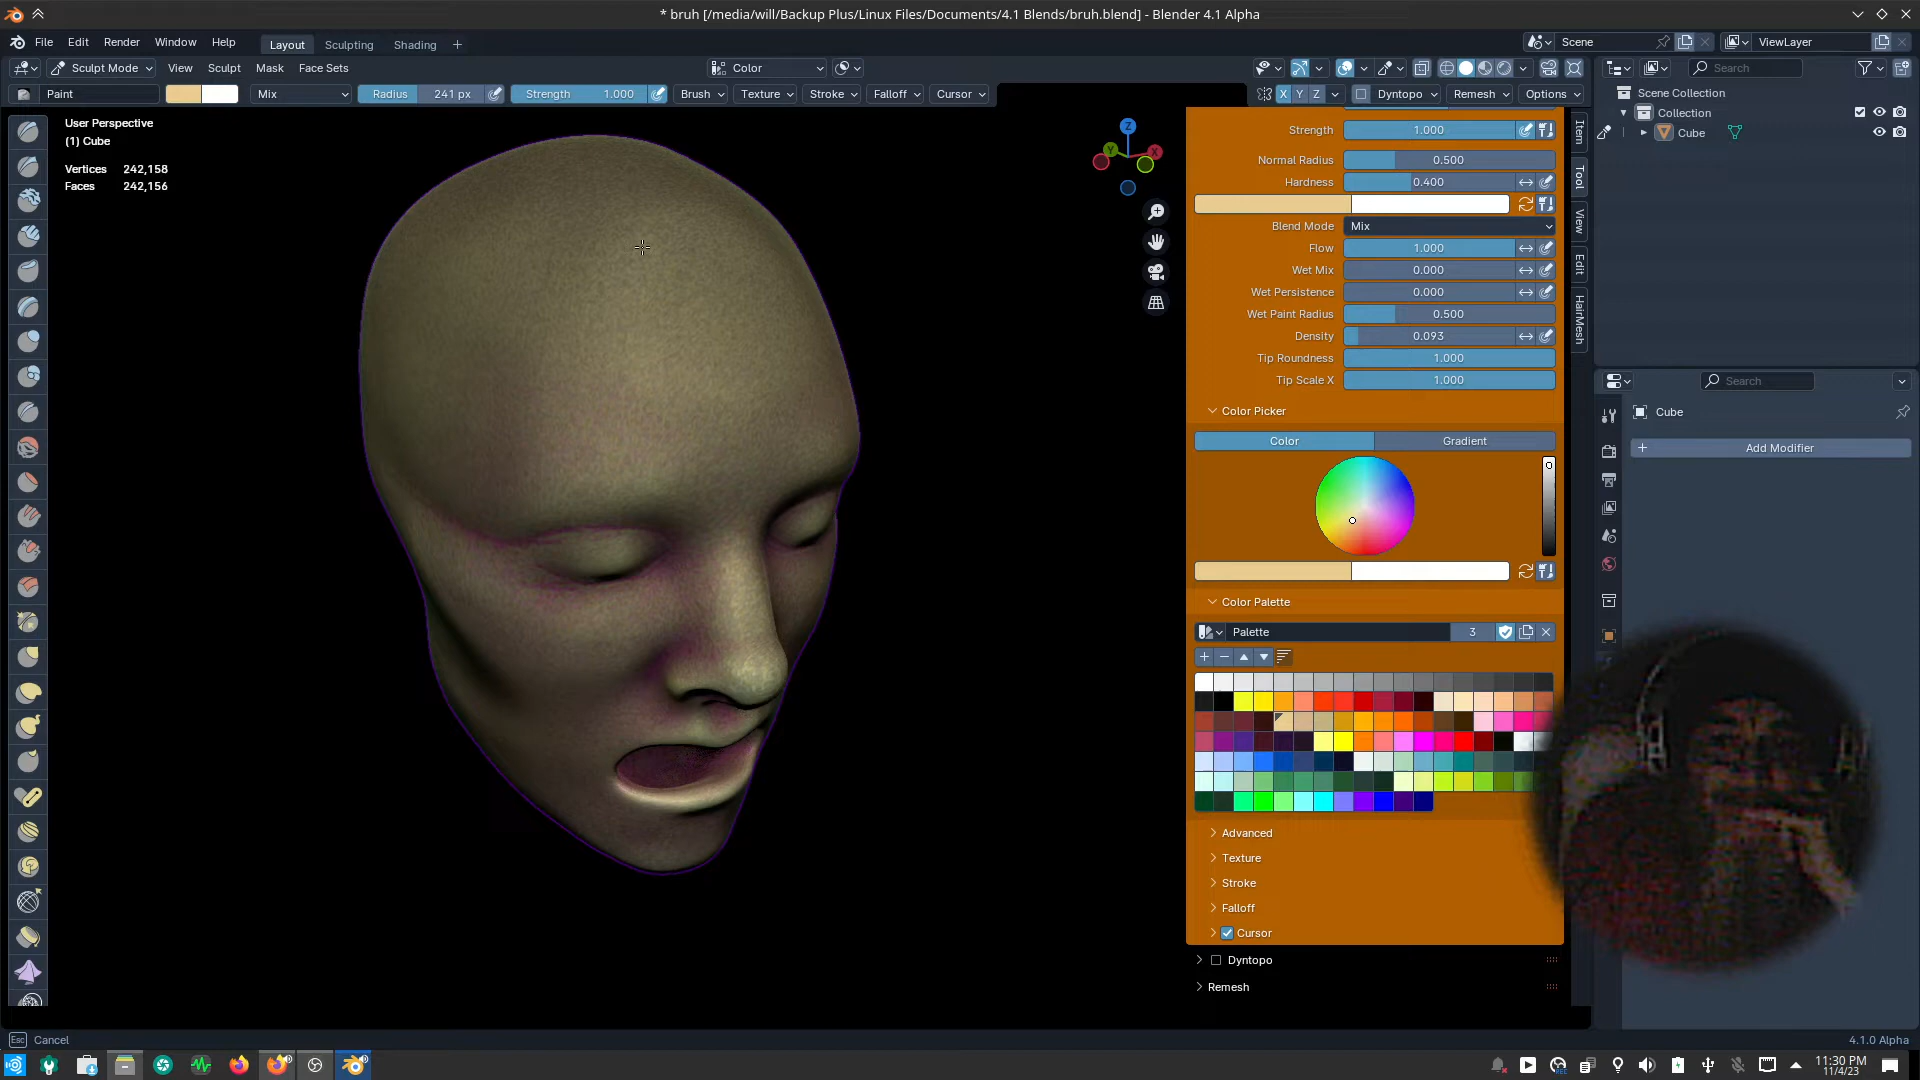 * bruh [/media/will/Backup Plus/Linux Files/Documents/4.1 Blends/bruh.blend] - Blender 4.1 Alpha
File Edit Render Window Help Layout Sculpting Shading + Scene ViewLayer
Sculpt Mode View Sculpt Mask Face Sets Color Search
Paint Mix Radius 241 px Strength 1.000 Brush Texture Stroke Falloff Cursor X Y Z Dyntopo Remesh Options
Scene Collection
Collection
Cube
User Perspective
(1) Cube
Vertices 242,158
Faces 242,156
Z
Y
X
Strength 1.000
Normal Radius 0.500
Hardness 0.400
Blend Mode Mix
Flow 1.000
Wet Mix 0.000
Wet Persistence 0.000
Wet Paint Radius 0.500
Density 0.093
Tip Roundness 1.000
Tip Scale X 1.000
Color Picker
Color Gradient
Color Palette
Palette 3
Advanced
Texture
Stroke
Falloff
Cursor
Dyntopo
Remesh
Item
Tool
View
Edit
HairMesh
Search
Cube
+ Add Modifier
Esc Cancel
4.1.0 Alpha
11:30 PM
11/4/23